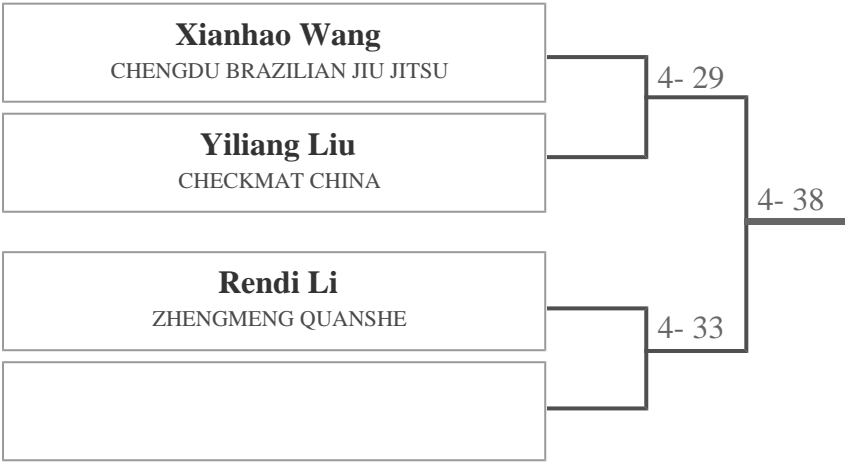 Xianhao Wang
CHENGDU BRAZILIAN JIU JITSU
4- 29
Yiliang Liu
CHECKMAT CHINA
4- 38
Rendi Li
ZHENGMENG QUANSHE
4- 33